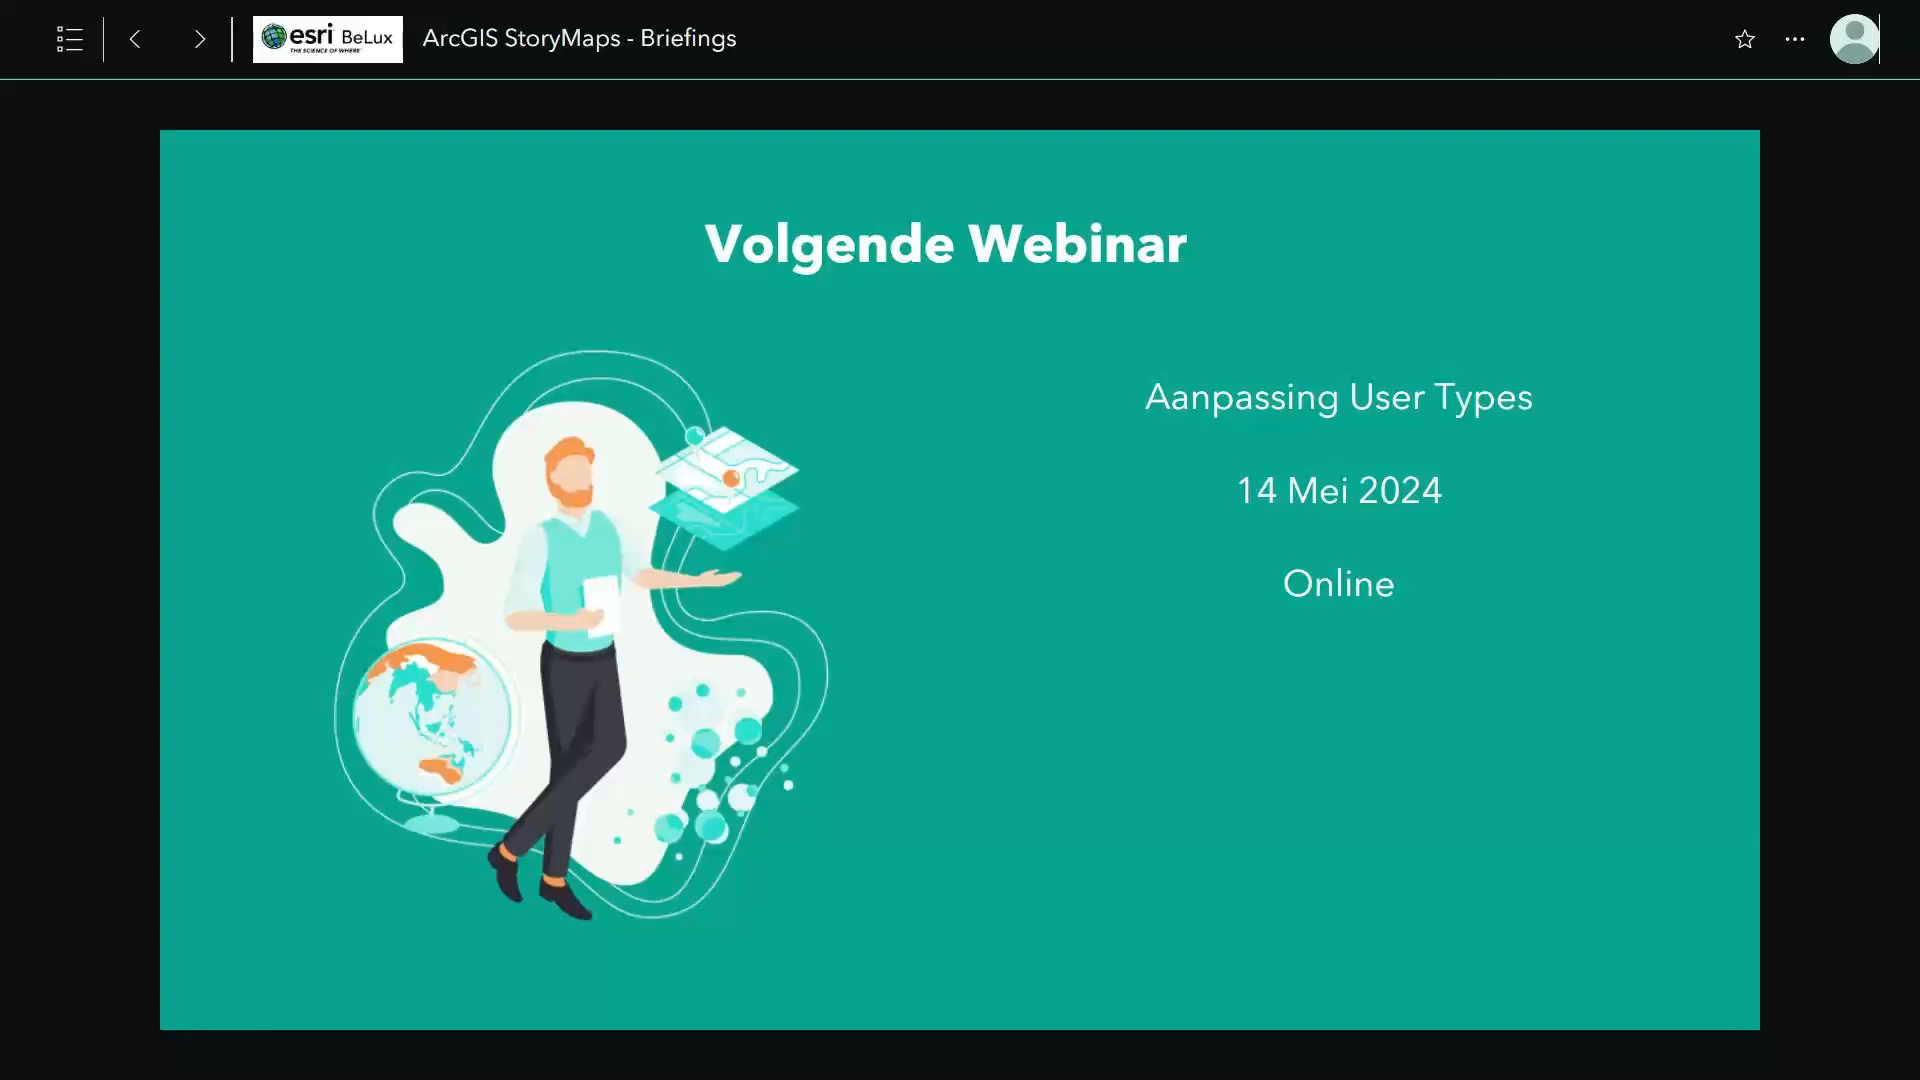 esri BeLux
THE SCIENCE OF WHERE
ArcGIS StoryMaps - Briefings
Volgende Webinar
Aanpassing User Types
14 Mei 2024
Online